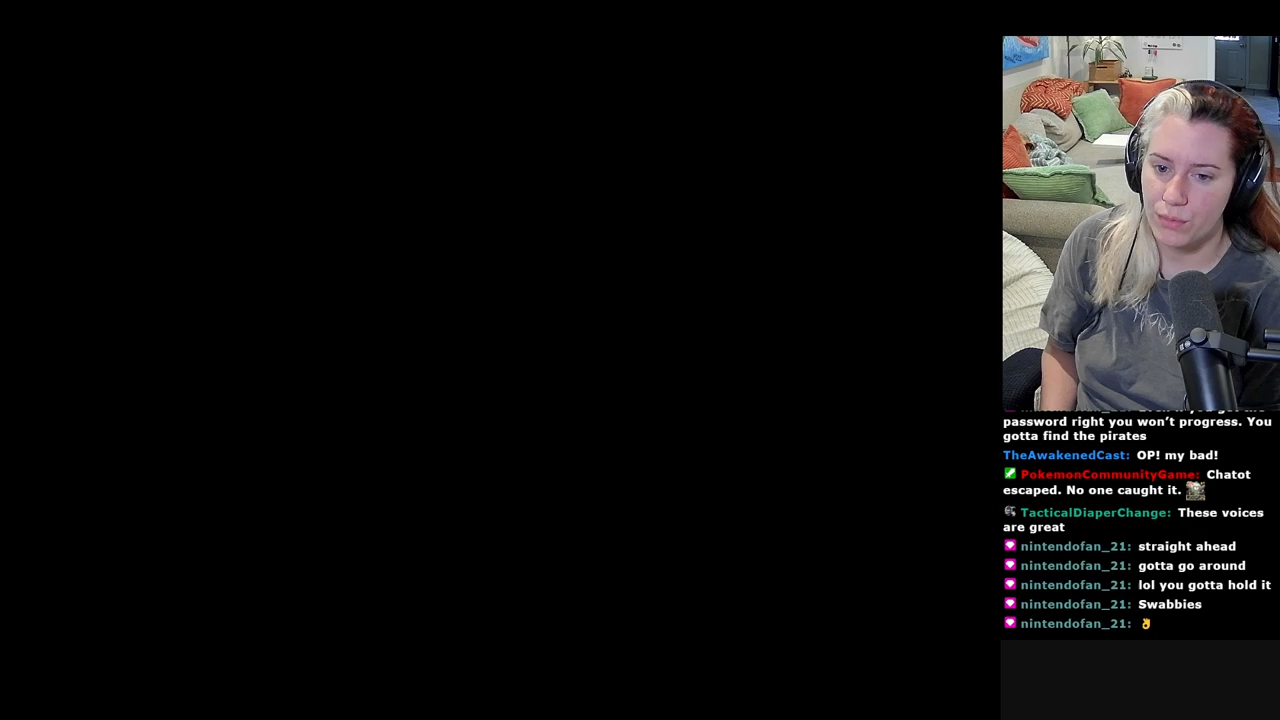 password right you won't progress. You
gotta find the pirates
TheAwakenedCast: OP! my bad!
PokemonCommunityGame: Chatot
escaped. No one caught it.
TacticalDiaperChange: These voices
are great
nintendofan_21: straight ahead
nintendofan_21: gotta go around
nintendofan_21: lol you gotta hold it
nintendofan_21: Swabbies
nintendofan_21: 👌